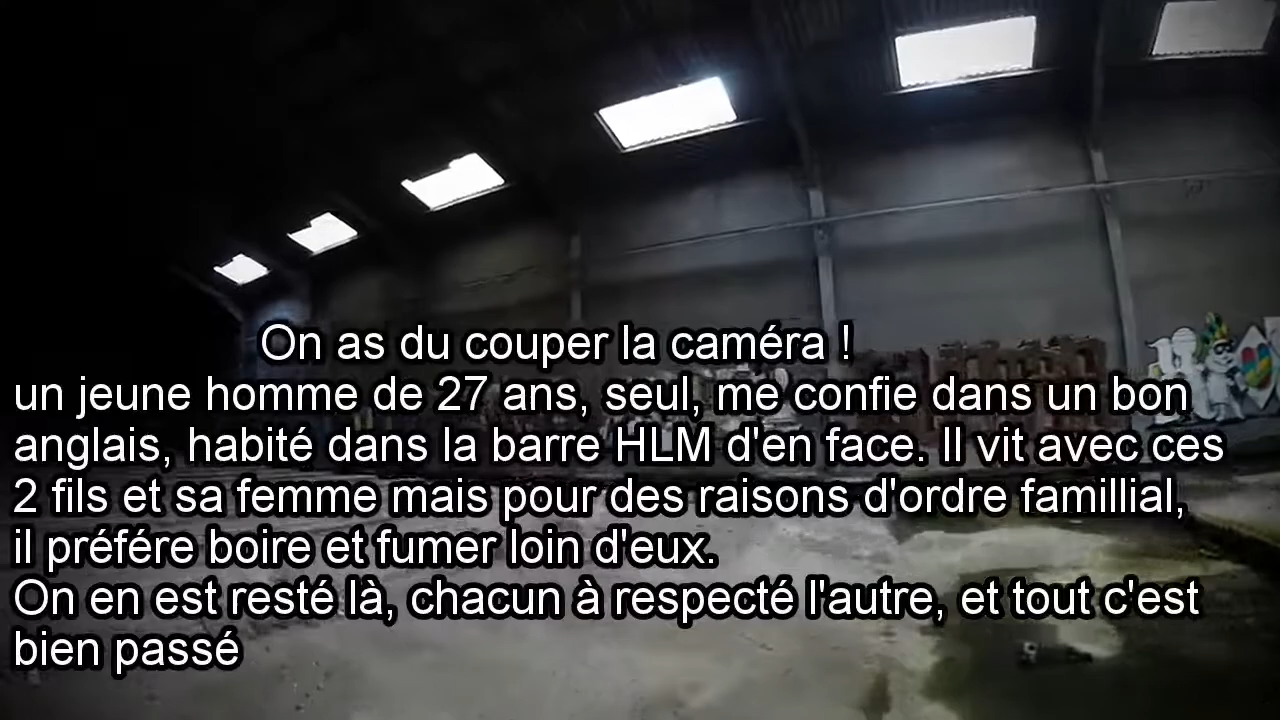 On as du couper la caméra !
un jeune homme de 27 ans, seul, me confie dans un bon
anglais, habité dans la barre HLM d'en face. Il vit avec ces
2 fils et sa femme mais pour des raisons d'ordre famillial,
il préfére boire et fumer loin d'eux.
On en est resté là, chacun à respecté l'autre, et tout c'est
bien passé